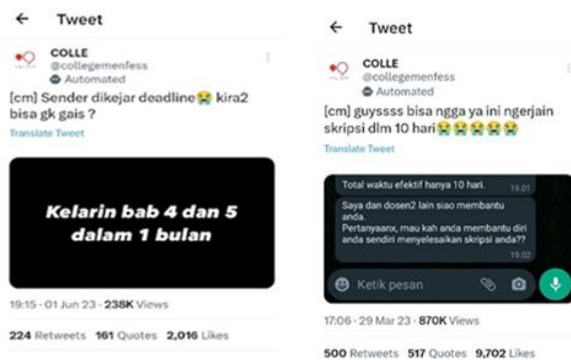 Tweet
COLLE
@collegemenfess
Automated
[cm] Sender dikejar deadline😭 kira2
bisa gk gais ?
Translate Tweet
Kelarin bab 4 dan 5
dalam 1 bulan
19:15 · 01 Jun 23 · 238K Views
224 Retweets 161 Quotes 2,016 Likes
Tweet
COLLE
@collegemenfess
Automated
[cm] guyssss bisa ngga ya ini ngerjain
skripsi dlm 10 hari😭😭😭😭😭
Translate Tweet
Total waktu efektif hanya 10 hari.
19.01
Saya dan dosen2 lain siao membantu
anda.
Pertanyaanx, mau kah anda membantu diri
anda sendiri menyelesaikan skripsi anda??
19.02
Ketik pesan
17:06 · 29 Mar 23 · 870K Views
500 Retweets 517 Quotes 9,702 Likes